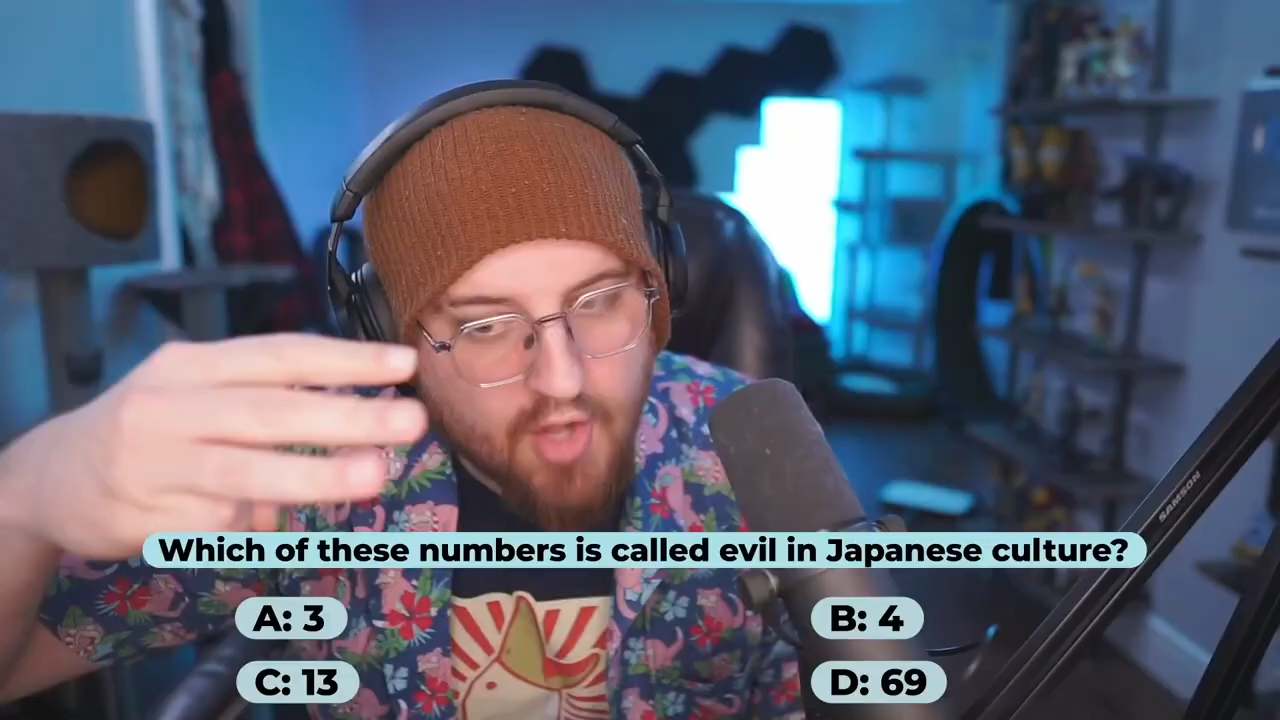 SAMSON
Which of these numbers is called evil in Japanese culture?
A: 3
B: 4
C: 13
D: 69